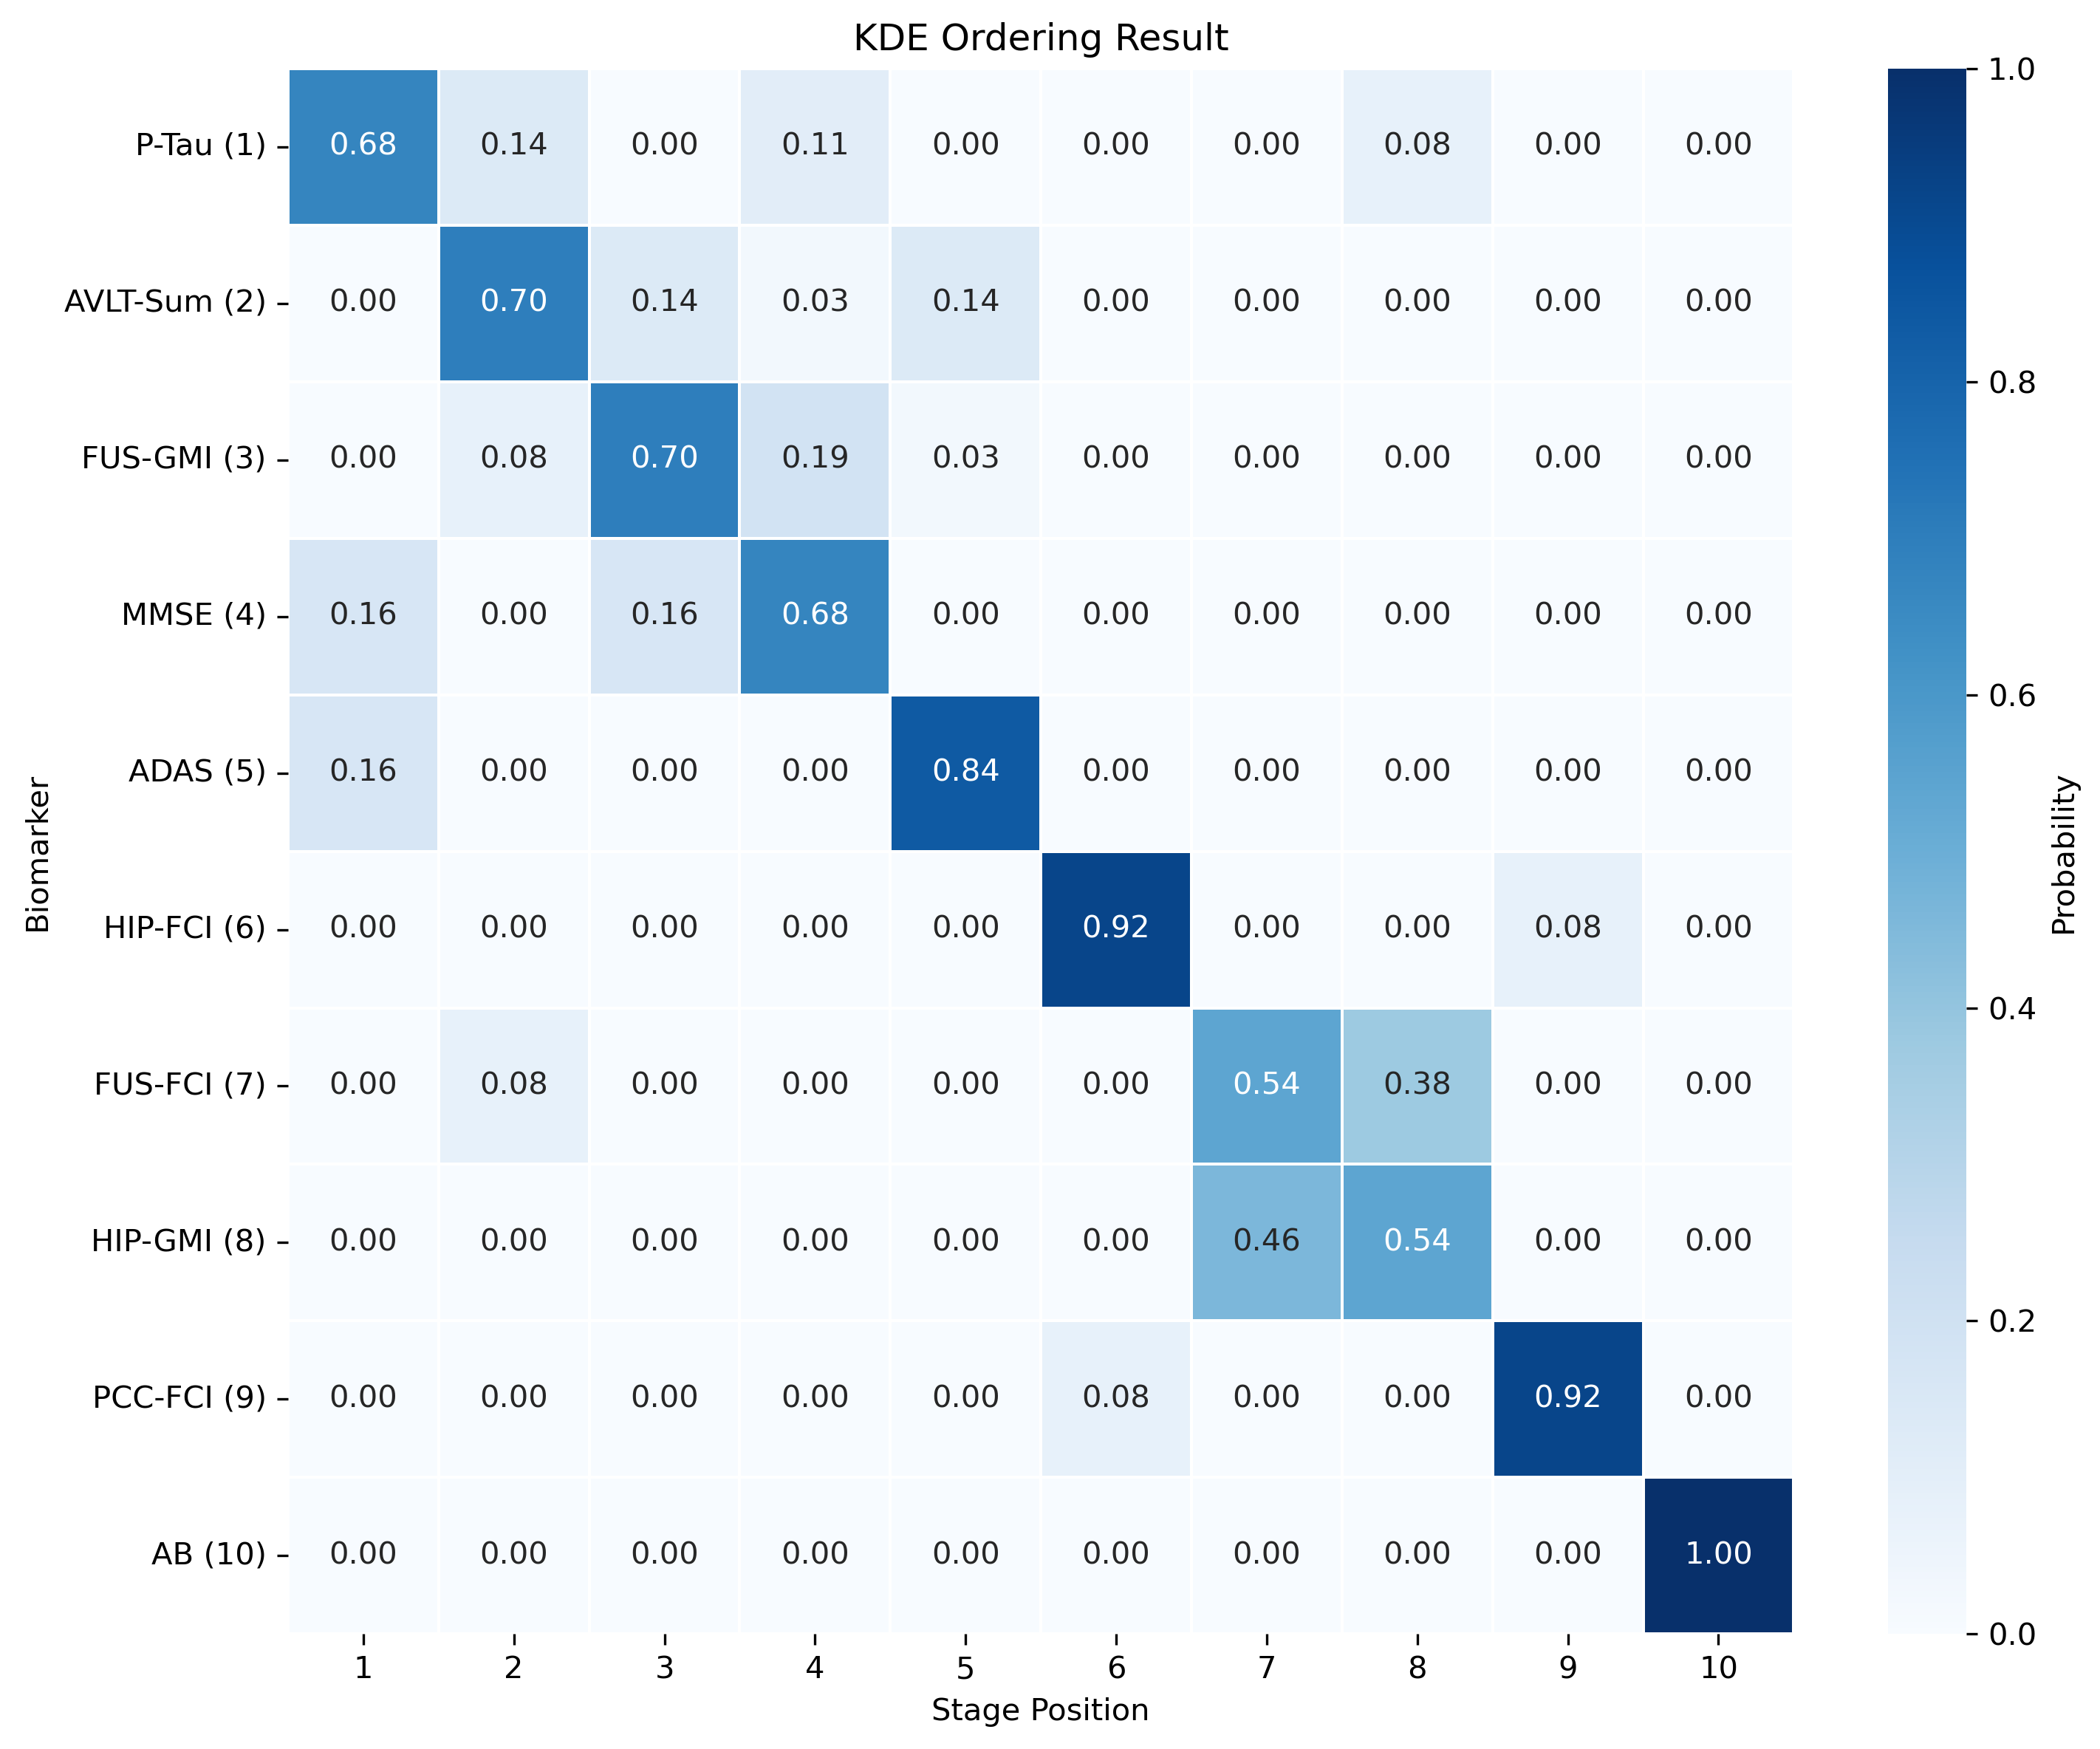 KDE Ordering Result
P-Tau (1) 0.68 0.14 0.00 0.11 0.00 0.00 0.00 0.08 0.00 0.00
AVLT-Sum (2) 0.00 0.70 0.14 0.03 0.14 0.00 0.00 0.00 0.00 0.00
FUS-GMI (3) 0.00 0.08 0.70 0.19 0.03 0.00 0.00 0.00 0.00 0.00
MMSE (4) 0.16 0.00 0.16 0.68 0.00 0.00 0.00 0.00 0.00 0.00
ADAS (5) 0.16 0.00 0.00 0.00 0.84 0.00 0.00 0.00 0.00 0.00
HIP-FCI (6) 0.00 0.00 0.00 0.00 0.00 0.92 0.00 0.00 0.08 0.00
FUS-FCI (7) 0.00 0.08 0.00 0.00 0.00 0.00 0.54 0.38 0.00 0.00
HIP-GMI (8) 0.00 0.00 0.00 0.00 0.00 0.00 0.46 0.54 0.00 0.00
PCC-FCI (9) 0.00 0.00 0.00 0.00 0.00 0.08 0.00 0.00 0.92 0.00
AB (10) 0.00 0.00 0.00 0.00 0.00 0.00 0.00 0.00 0.00 1.00
1 2 3 4 5 6 7 8 9 10
Stage Position
Biomarker
1.0
0.8
0.6
0.4
0.2
0.0
Probability